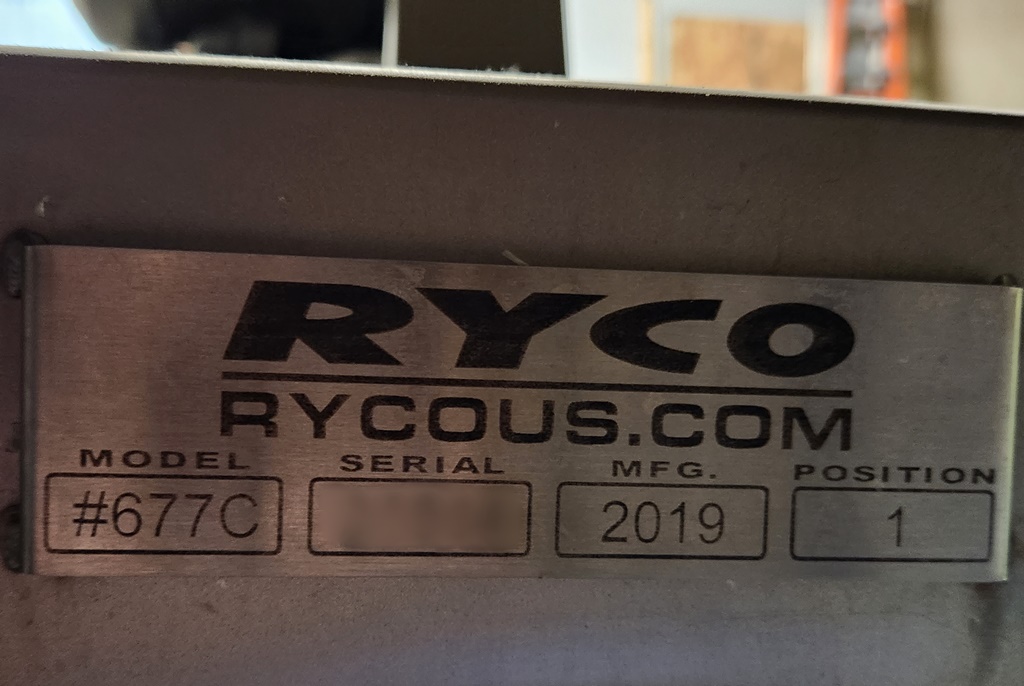 RYCO
RYCOUS.COM
MODEL SERIAL MFG. POSITION
#677C 2019 1